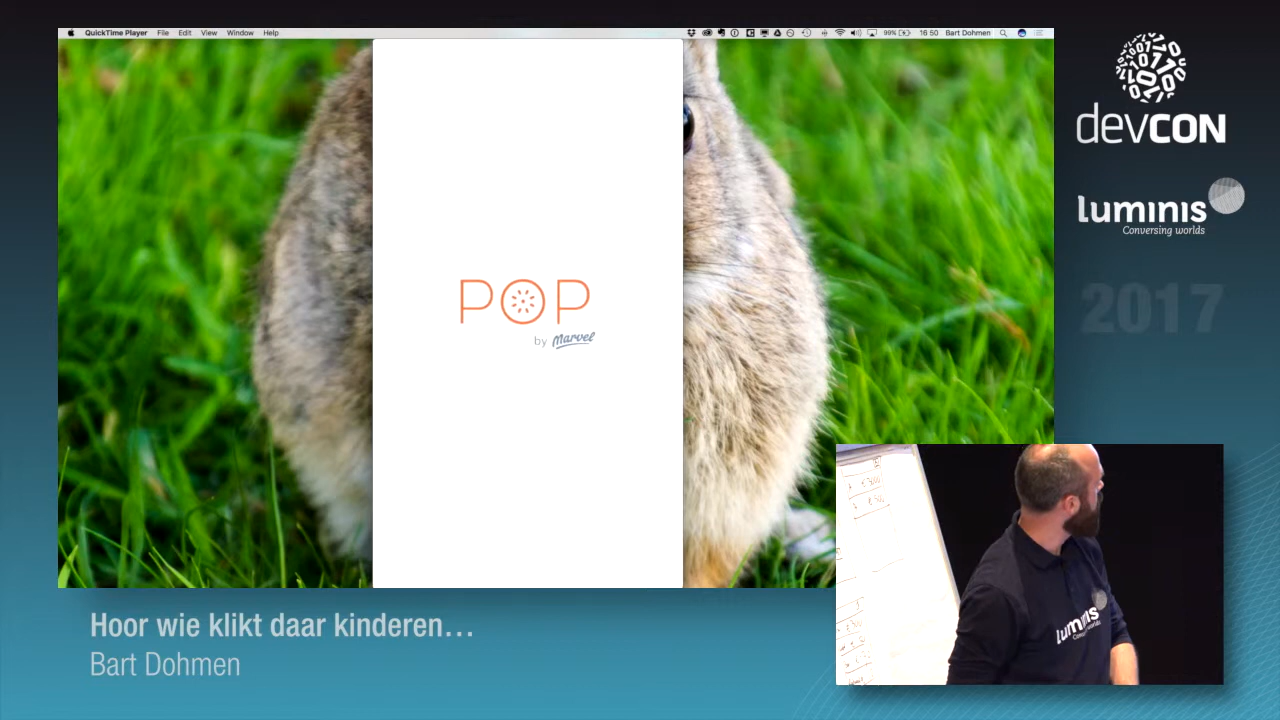 QuickTime Player File Edit View Window Help 99% 16 50 Bart Dohmen
devCON
luminis
Conversing worlds
2017
POP
by Marvel
luminis
Hoor wie klikt daar kinderen...
Bart Dohmen